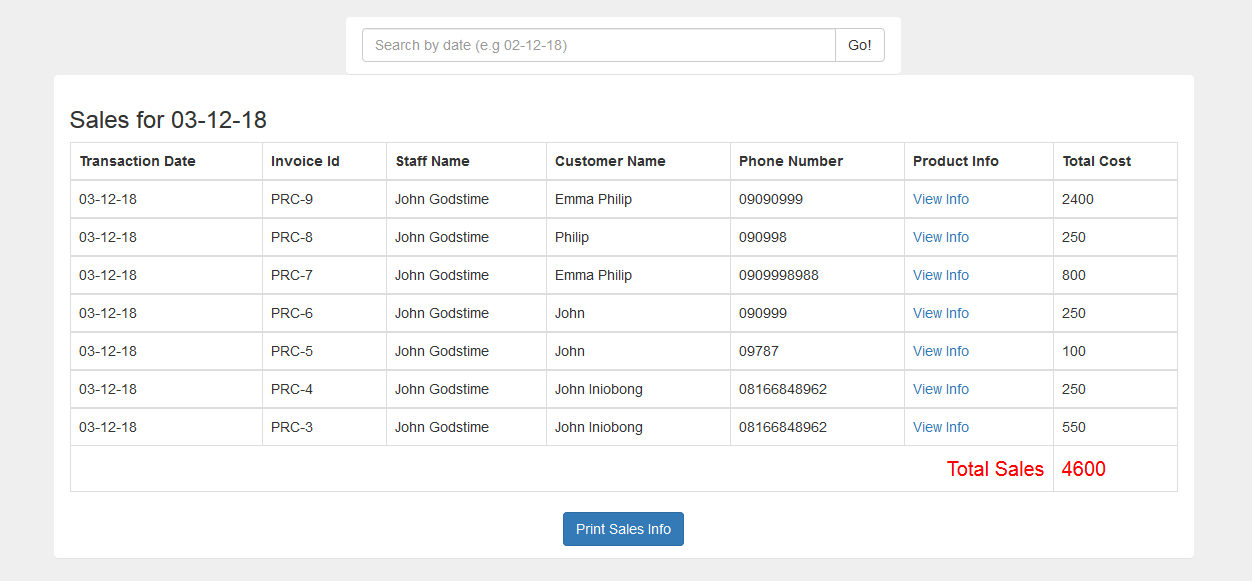 Search by date (e.g 02-12-18) Go!
Sales for 03-12-18
Transaction Date Invoice Id Staff Name Customer Name Phone Number Product Info Total Cost
03-12-18 PRC-9 John Godstime Emma Philip 09090999 View Info 2400
03-12-18 PRC-8 John Godstime Philip 090998 View Info 250
03-12-18 PRC-7 John Godstime Emma Philip 0909998988 View Info 800
03-12-18 PRC-6 John Godstime John 090999 View Info 250
03-12-18 PRC-5 John Godstime John 09787 View Info 100
03-12-18 PRC-4 John Godstime John Iniobong 08166848962 View Info 250
03-12-18 PRC-3 John Godstime John Iniobong 08166848962 View Info 550
Total Sales 4600
Print Sales Info